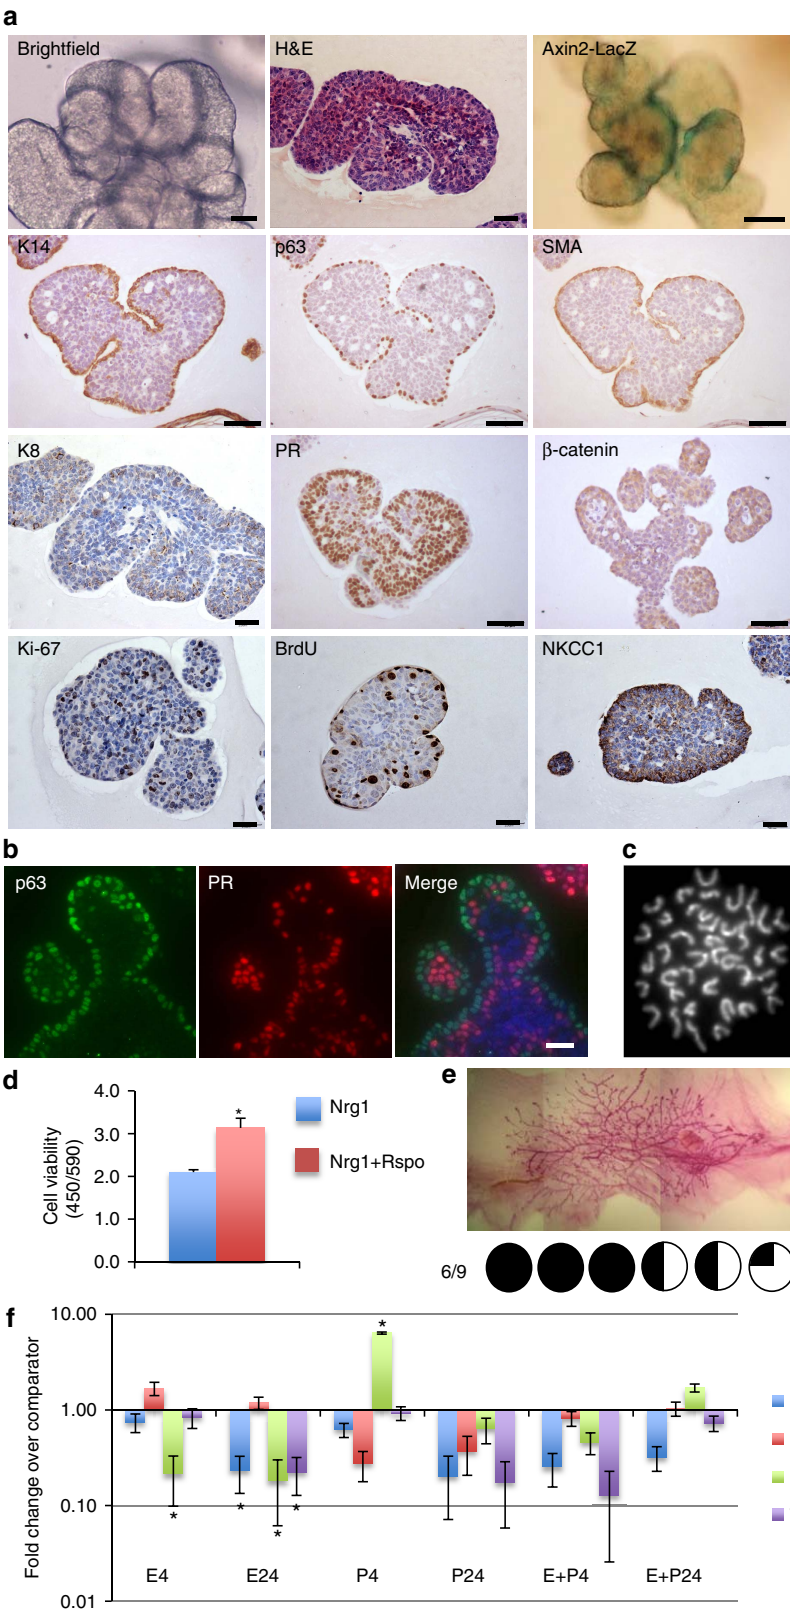 a
Brightfield
H&E
Axin2-LacZ
K14
p63
SMA
K8
PR
β-catenin
Ki-67
BrdU
NKCC1
b
p63
PR
Merge
c
d
Cell viability
(450/590)
4.0
3.0
2.0
1.0
0.0
*
Nrg1
Nrg1+Rspo
e
6/9
f
Fold change over comparator
10.00
1.00
0.10
0.01
*
*
*
*
*
E4
E24
P4
P24
E+P4
E+P24